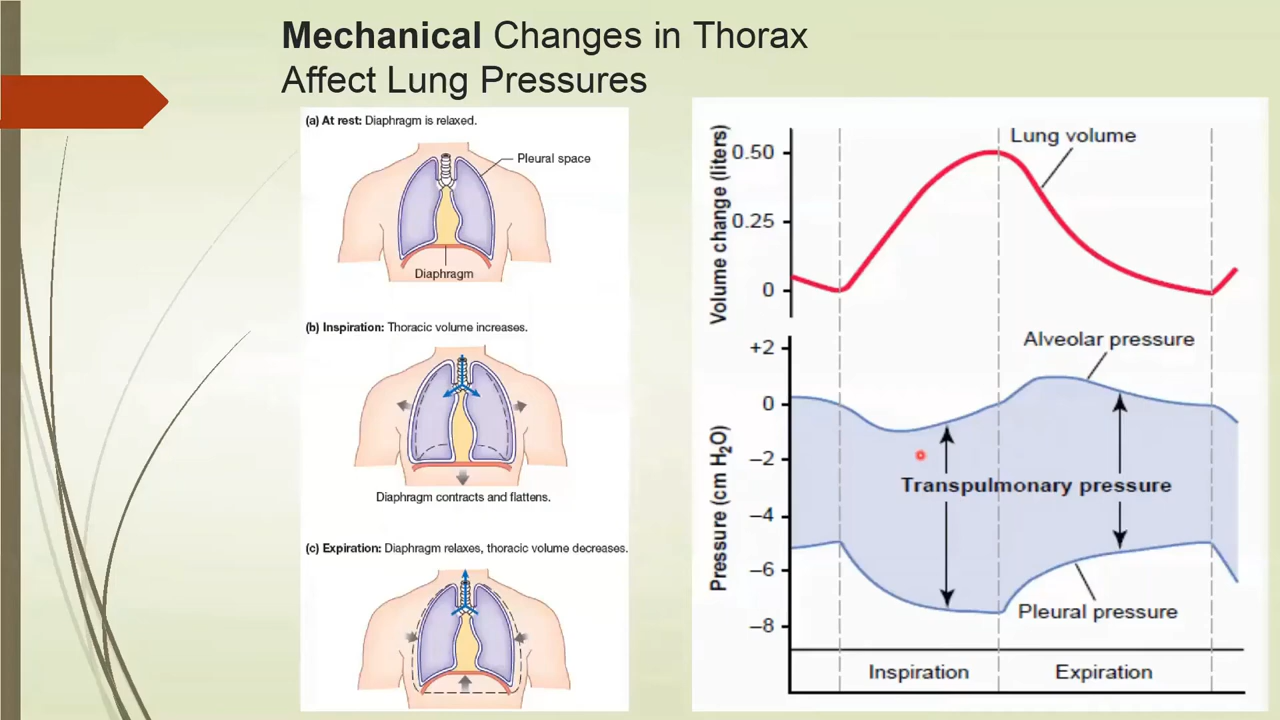 Mechanical Changes in Thorax
Affect Lung Pressures
(a) At rest: Diaphragm is relaxed.
Pleural space
Diaphragm
(b) Inspiration: Thoracic volume increases.
Diaphragm contracts and flattens.
(c) Expiration: Diaphragm relaxes, thoracic volume decreases.
Volume change (liters)
0.50
0.25
0
Lung volume
Pressure (cm H₂O)
+2
0
–2
–4
–6
–8
Alveolar pressure
Transpulmonary pressure
Pleural pressure
Inspiration
Expiration